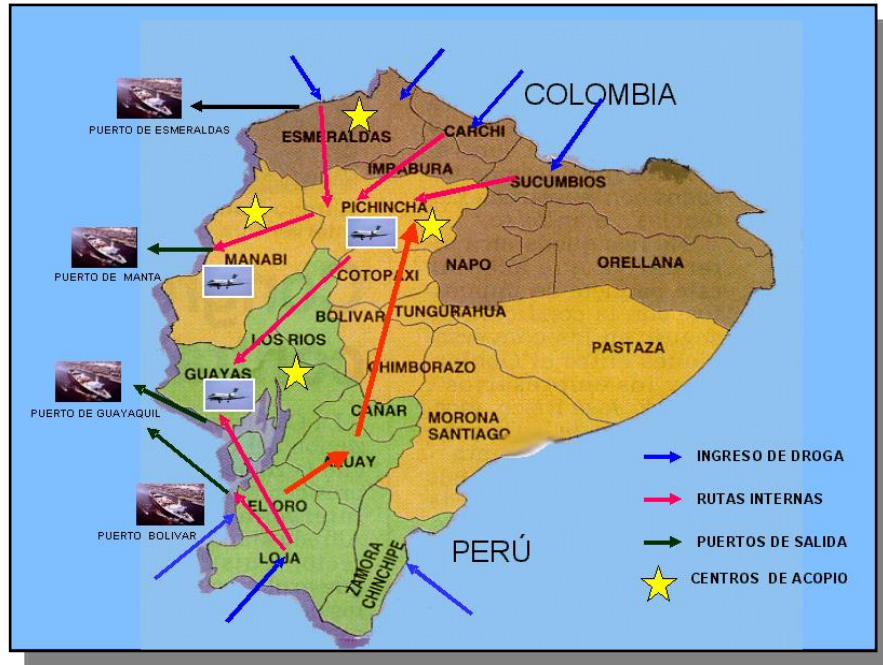 COLOMBIA
PUERTO DE ESMERALDAS
ESMERALDAS
CARCHI
IMBABURA
SUCUMBIOS
PICHINCHA
MANABI
PUERTO DE MANTA
COTOPAXI
NAPO
ORELLANA
BOLIVAR
TUNGURAHUA
LOS RIOS
PASTAZA
GUAYAS
CHIMBORAZO
PUERTO DE GUAYAQUIL
CAÑAR
MORONA
SANTIAGO
AZUAY
INGRESO DE DROGA
EL ORO
RUTAS INTERNAS
PUERTO BOLIVAR
PERÚ
PUERTOS DE SALIDA
LOJA
ZAMORA
CHINCHIPE
CENTROS DE ACOPIO